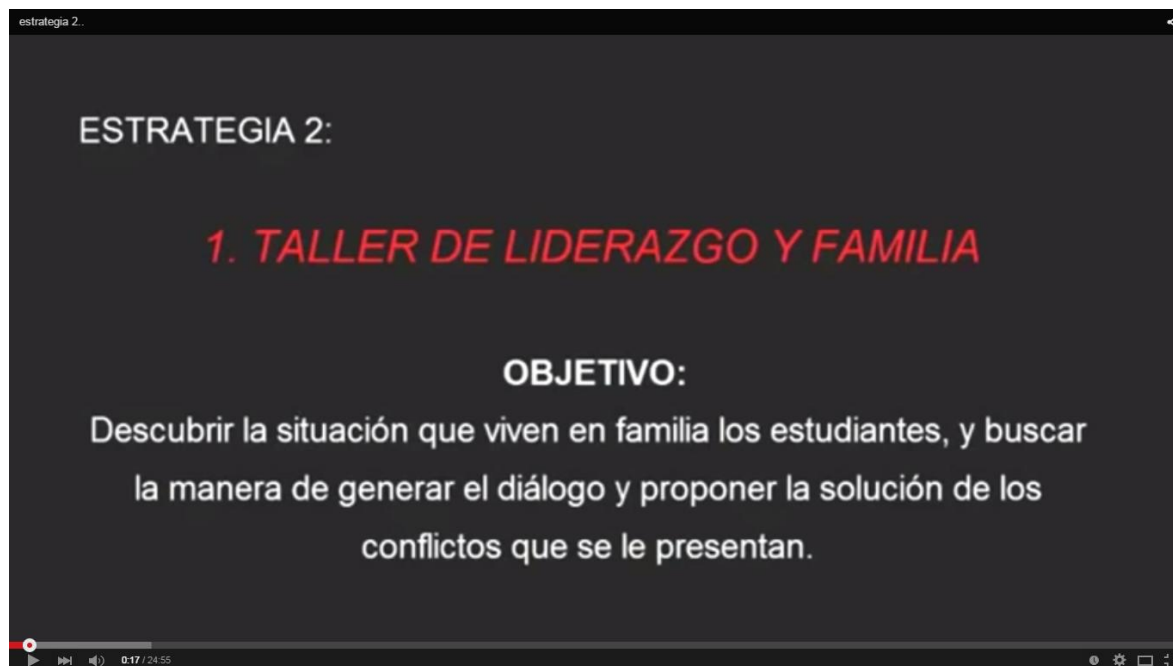 estrategia 2..
ESTRATEGIA 2:
1. TALLER DE LIDERAZGO Y FAMILIA
OBJETIVO:
Descubrir la situación que viven en familia los estudiantes, y buscar
la manera de generar el diálogo y proponer la solución de los
conflictos que se le presentan.
0:17 / 24:55